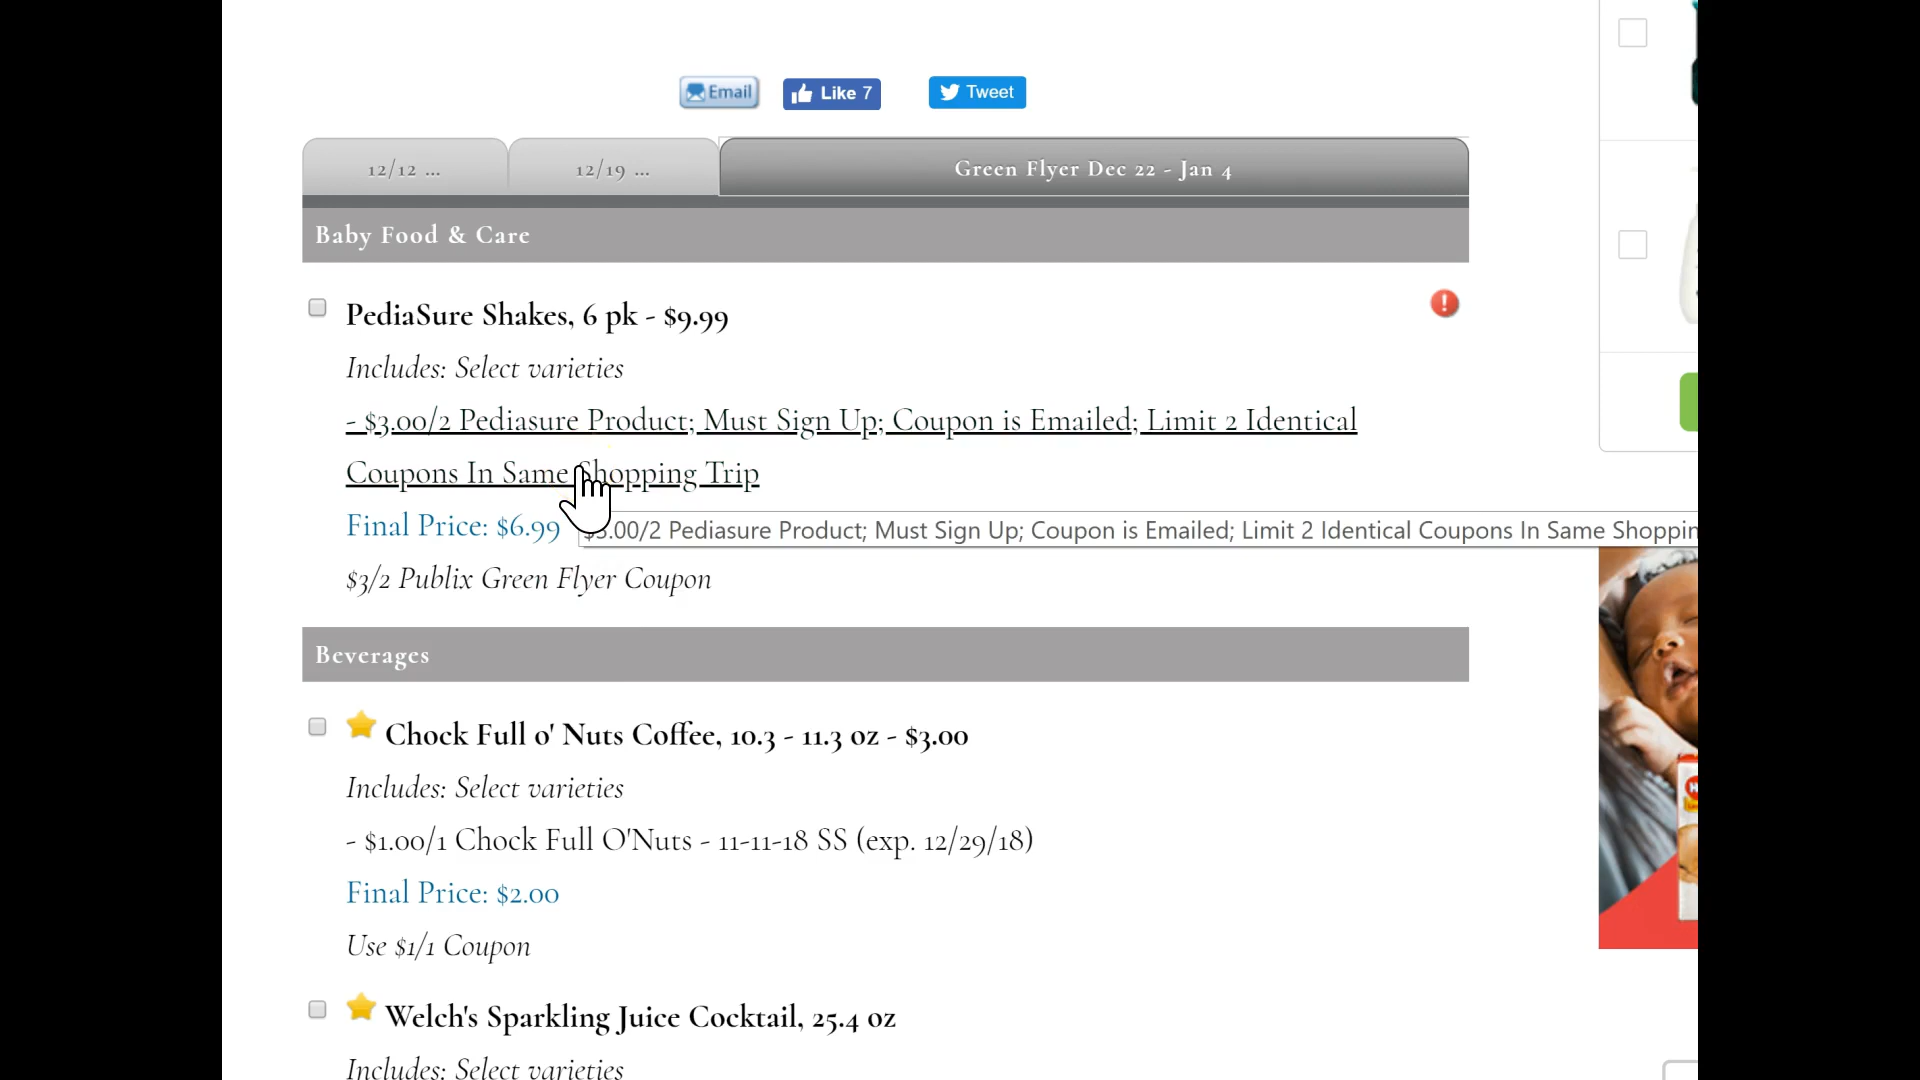 Email
Like 7
Tweet
12/12 ...
12/19 ...
Green Flyer Dec 22 - Jan 4
Baby Food & Care
PediaSure Shakes, 6 pk - $9.99
Includes: Select varieties
- $3.00/2 Pediasure Product; Must Sign Up; Coupon is Emailed; Limit 2 Identical
Coupons In Same Shopping Trip
Final Price: $6.99
$3.00/2 Pediasure Product; Must Sign Up; Coupon is Emailed; Limit 2 Identical Coupons In Same Shoppin
$3/2 Publix Green Flyer Coupon
Beverages
Chock Full o' Nuts Coffee, 10.3 - 11.3 oz - $3.00
Includes: Select varieties
- $1.00/1 Chock Full O'Nuts - 11-11-18 SS (exp. 12/29/18)
Final Price: $2.00
Use $1/1 Coupon
Welch's Sparkling Juice Cocktail, 25.4 oz
Includes: Select varieties